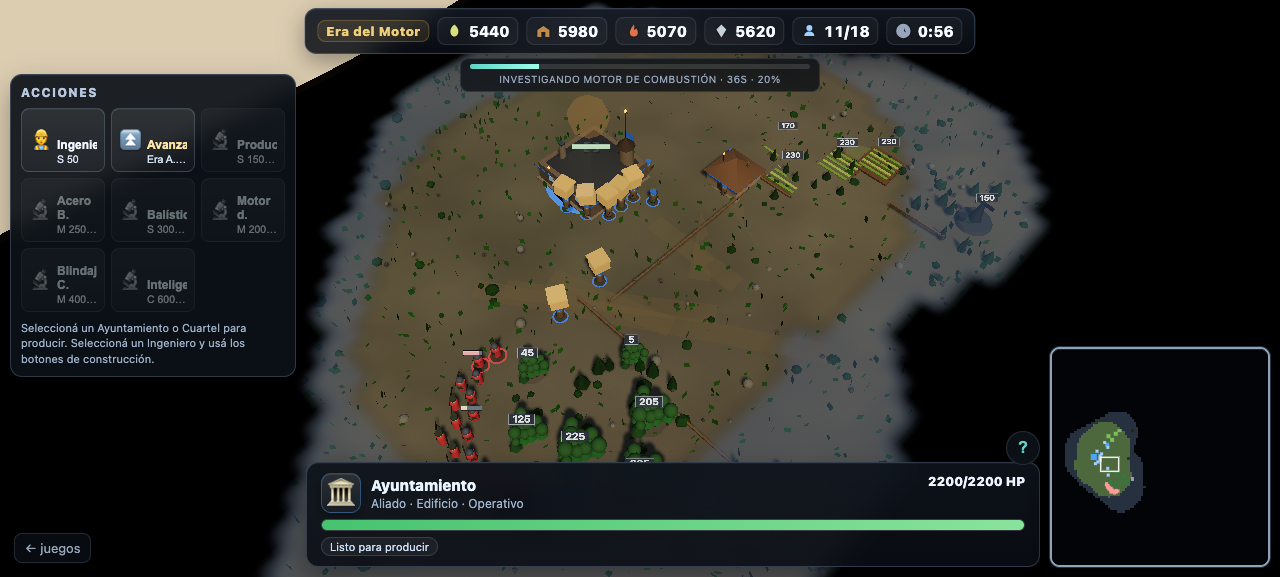 Era del Motor
5440
5980
5070
5620
11/18
0:56
INVESTIGANDO MOTOR DE COMBUSTIÓN · 36S · 20%
ACCIONES
Ingenie
S 50
Avanza
Era A....
Produc
S 150...
Acero
B.
M 250...
Balístic
S 300...
Motor
d.
M 200...
Blindaj
C.
M 400...
Intelige
C 600...
Seleccioná un Ayuntamiento o Cuartel para
producir. Seleccioná un Ingeniero y usá los
botones de construcción.
170
230
230
230
150
45
5
125
225
205
?
Ayuntamiento
2200/2200 HP
Aliado · Edificio · Operativo
Listo para producir
← juegos